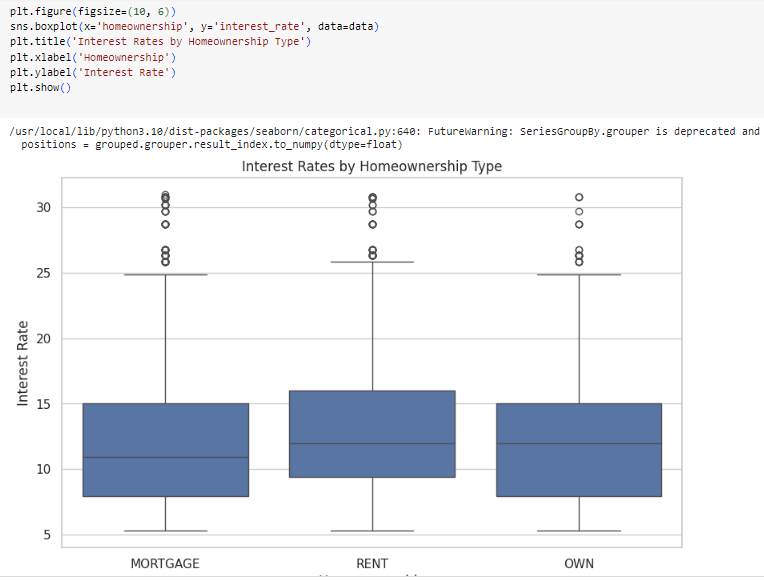 plt.figure(figsize=(10, 6))
sns.boxplot(x='homeownership', y='interest_rate', data=data)
plt.title('Interest Rates by Homeownership Type')
plt.xlabel('Homeownership')
plt.ylabel('Interest Rate')
plt.show()
/usr/local/lib/python3.10/dist-packages/seaborn/categorical.py:640: FutureWarning: SeriesGroupBy.grouper is deprecated and
positions = grouped.grouper.result_index.to_numpy(dtype=float)
Interest Rates by Homeownership Type
30
25
20
15
10
5
Interest Rate
MORTGAGE RENT OWN